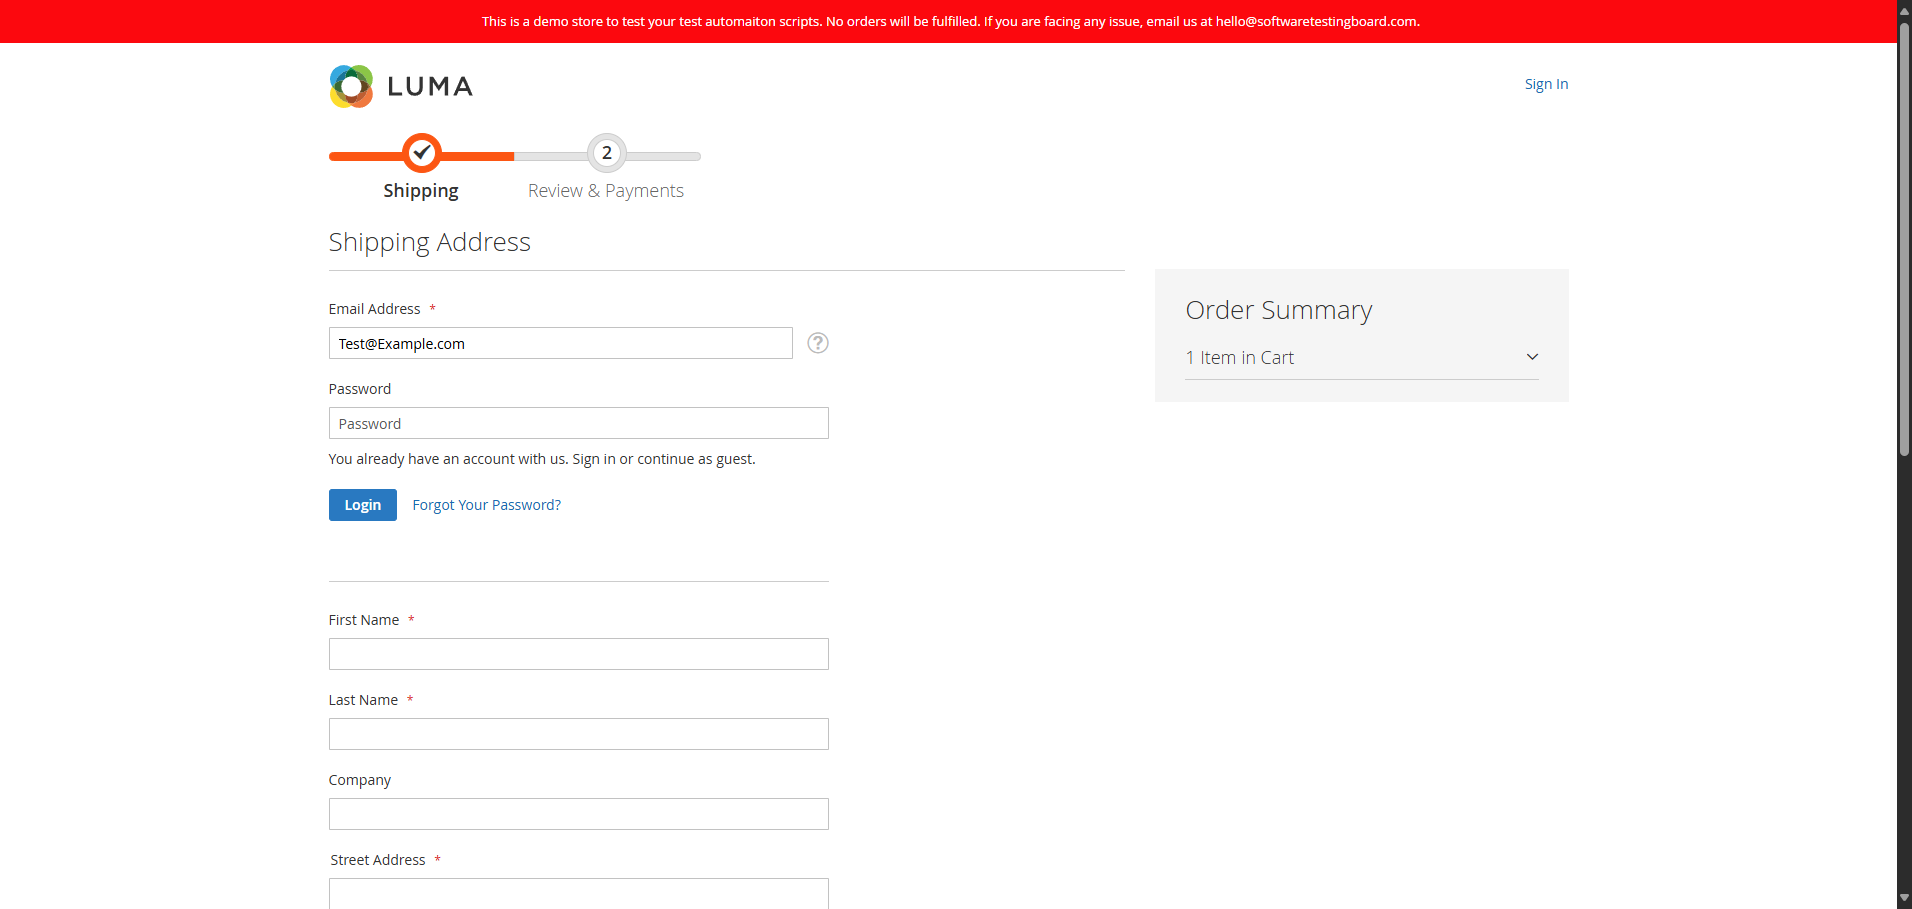 This is a demo store to test your test automaiton scripts. No orders will be fulfilled. If you are facing any issue, email us at hello@softwaretestingboard.com.
LUMA
Sign In
2
Shipping
Review & Payments
Shipping Address
Email Address *
Test@Example.com
?
Password
Password
You already have an account with us. Sign in or continue as guest.
Login
Forgot Your Password?
Order Summary
1 Item in Cart
First Name *
Last Name *
Company
Street Address *